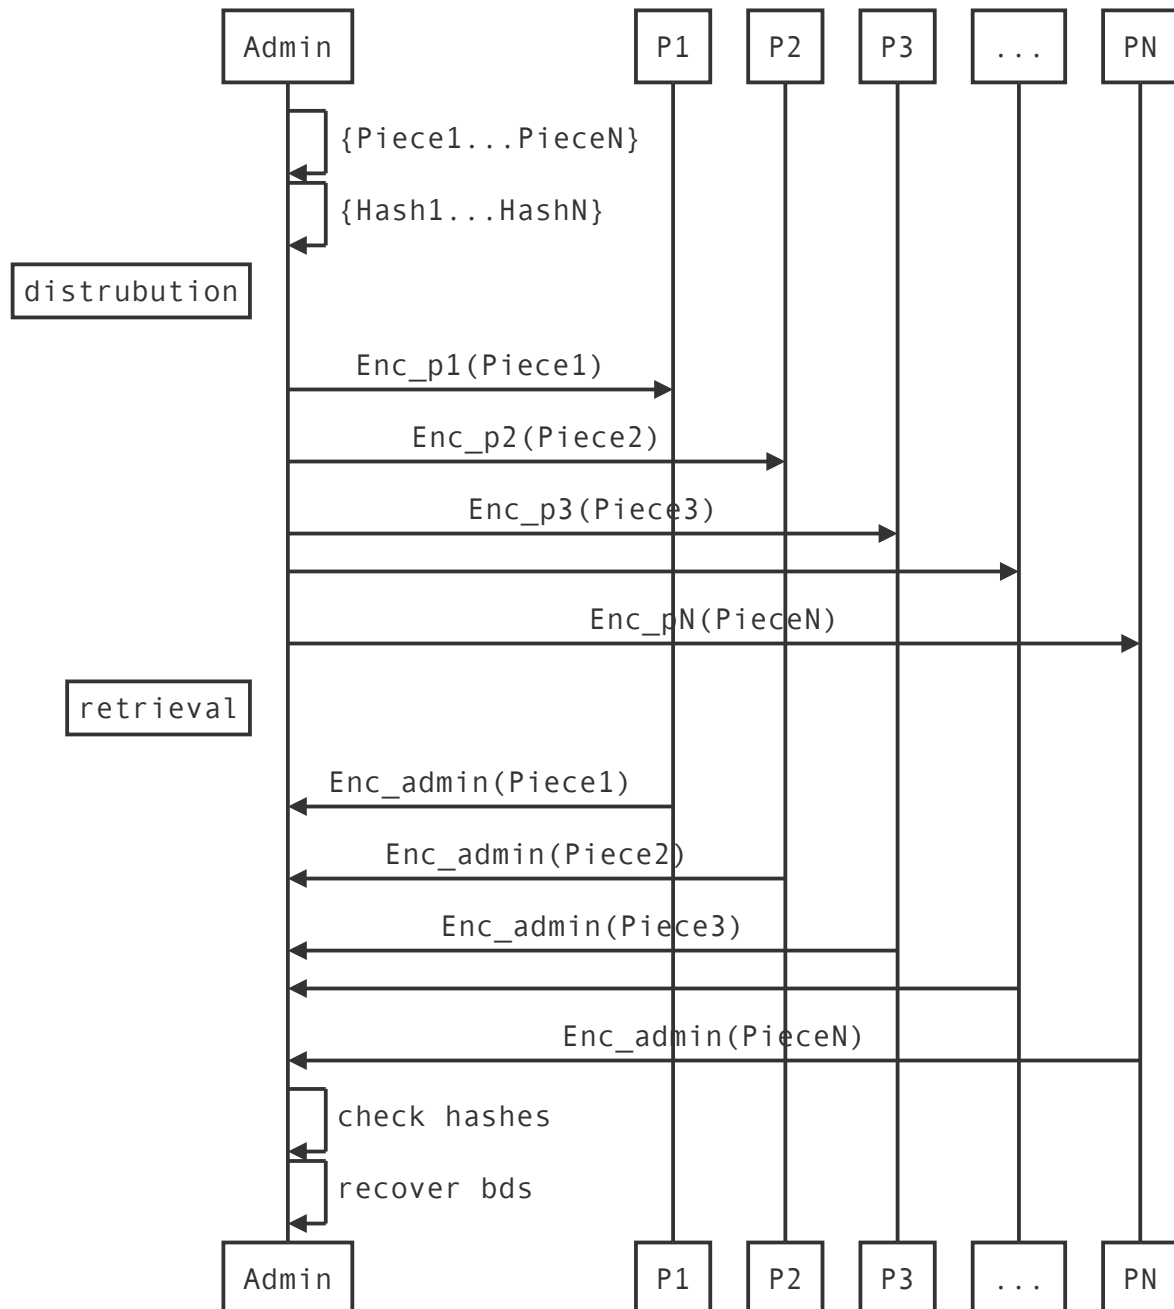 Admin
P1
P2
P3
...
PN
{Piece1...PieceN}
{Hash1...HashN}
distrubution
Enc_p1(Piece1)
Enc_p2(Piece2)
Enc_p3(Piece3)
Enc_pN(PieceN)
retrieval
Enc_admin(Piece1)
Enc_admin(Piece2)
Enc_admin(Piece3)
Enc_admin(PieceN)
check hashes
recover bds
Admin
P1
P2
P3
...
PN